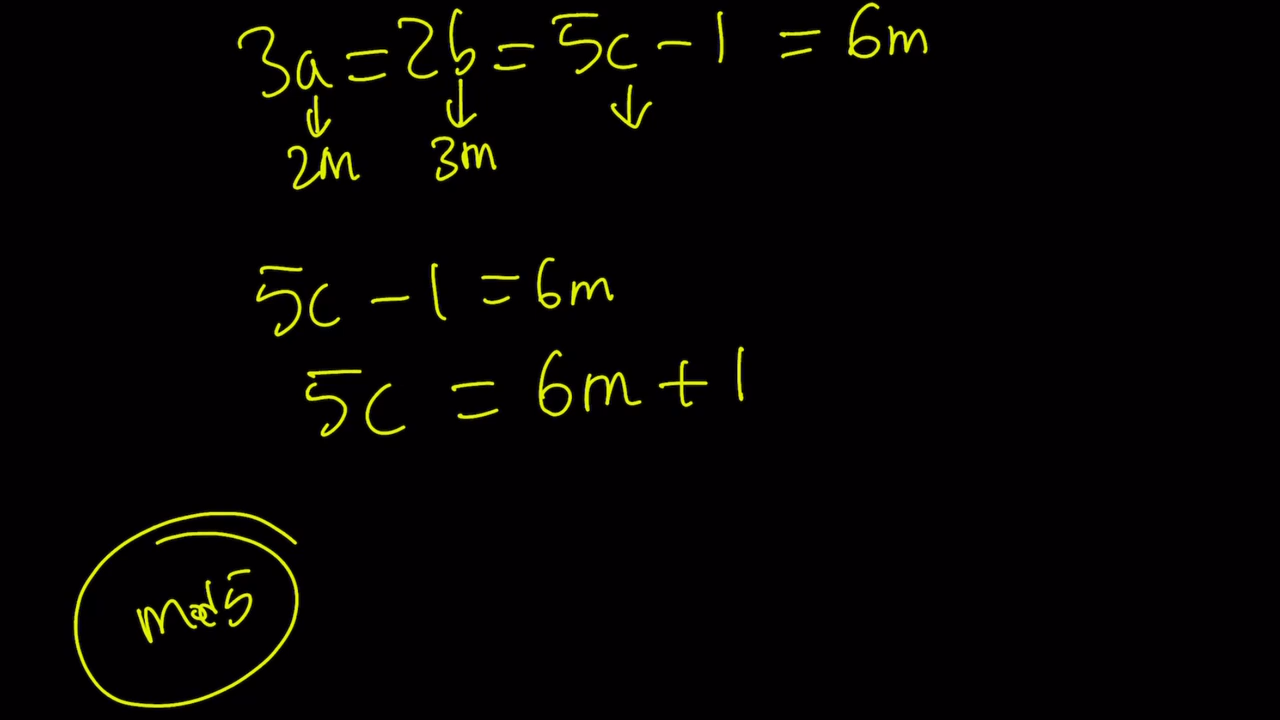 3a = 2b = 5c - 1 = 6m
↓ ↓ ↓
2m 3m
5c - 1 = 6m
5c = 6m + 1
mod 5